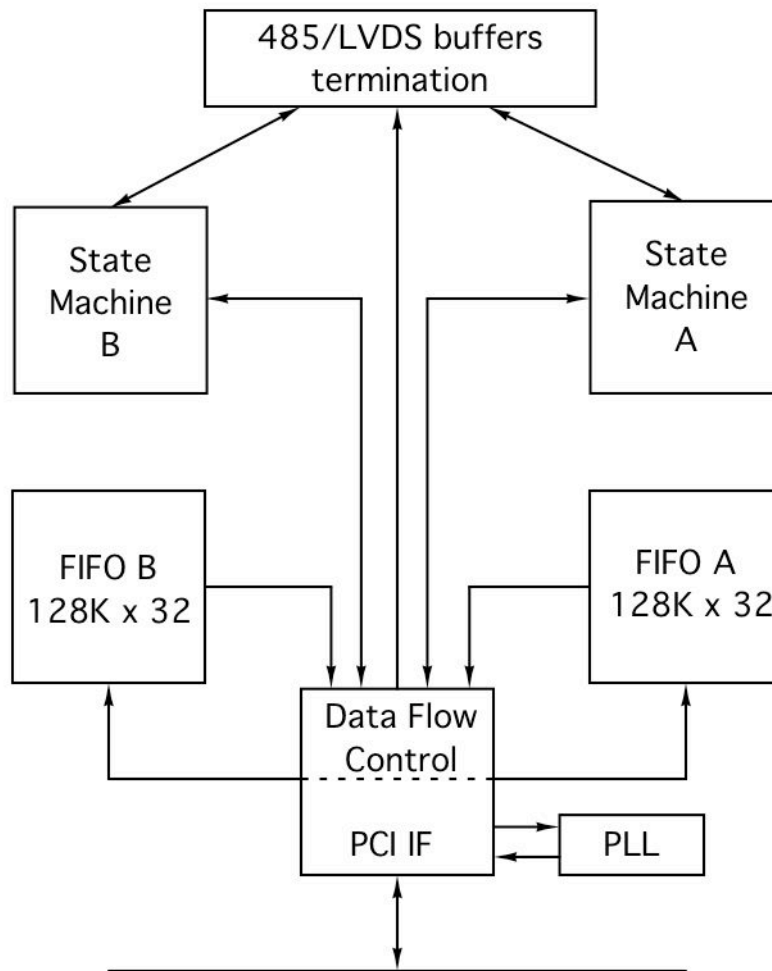 485/LVDS buffers
termination
State
Machine
B
State
Machine
A
FIFO B
128K x 32
FIFO A
128K x 32
Data Flow
Control
PCI IF
PLL